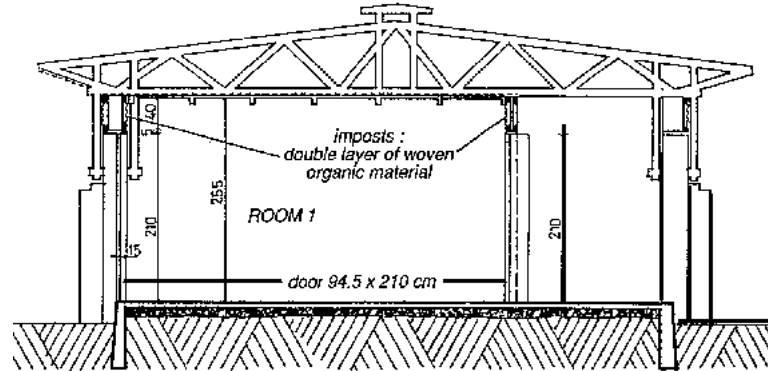 40
5
imposts :
double layer of woven
organic material
255
210
ROOM 1
210
15
door 94.5 x 210 cm